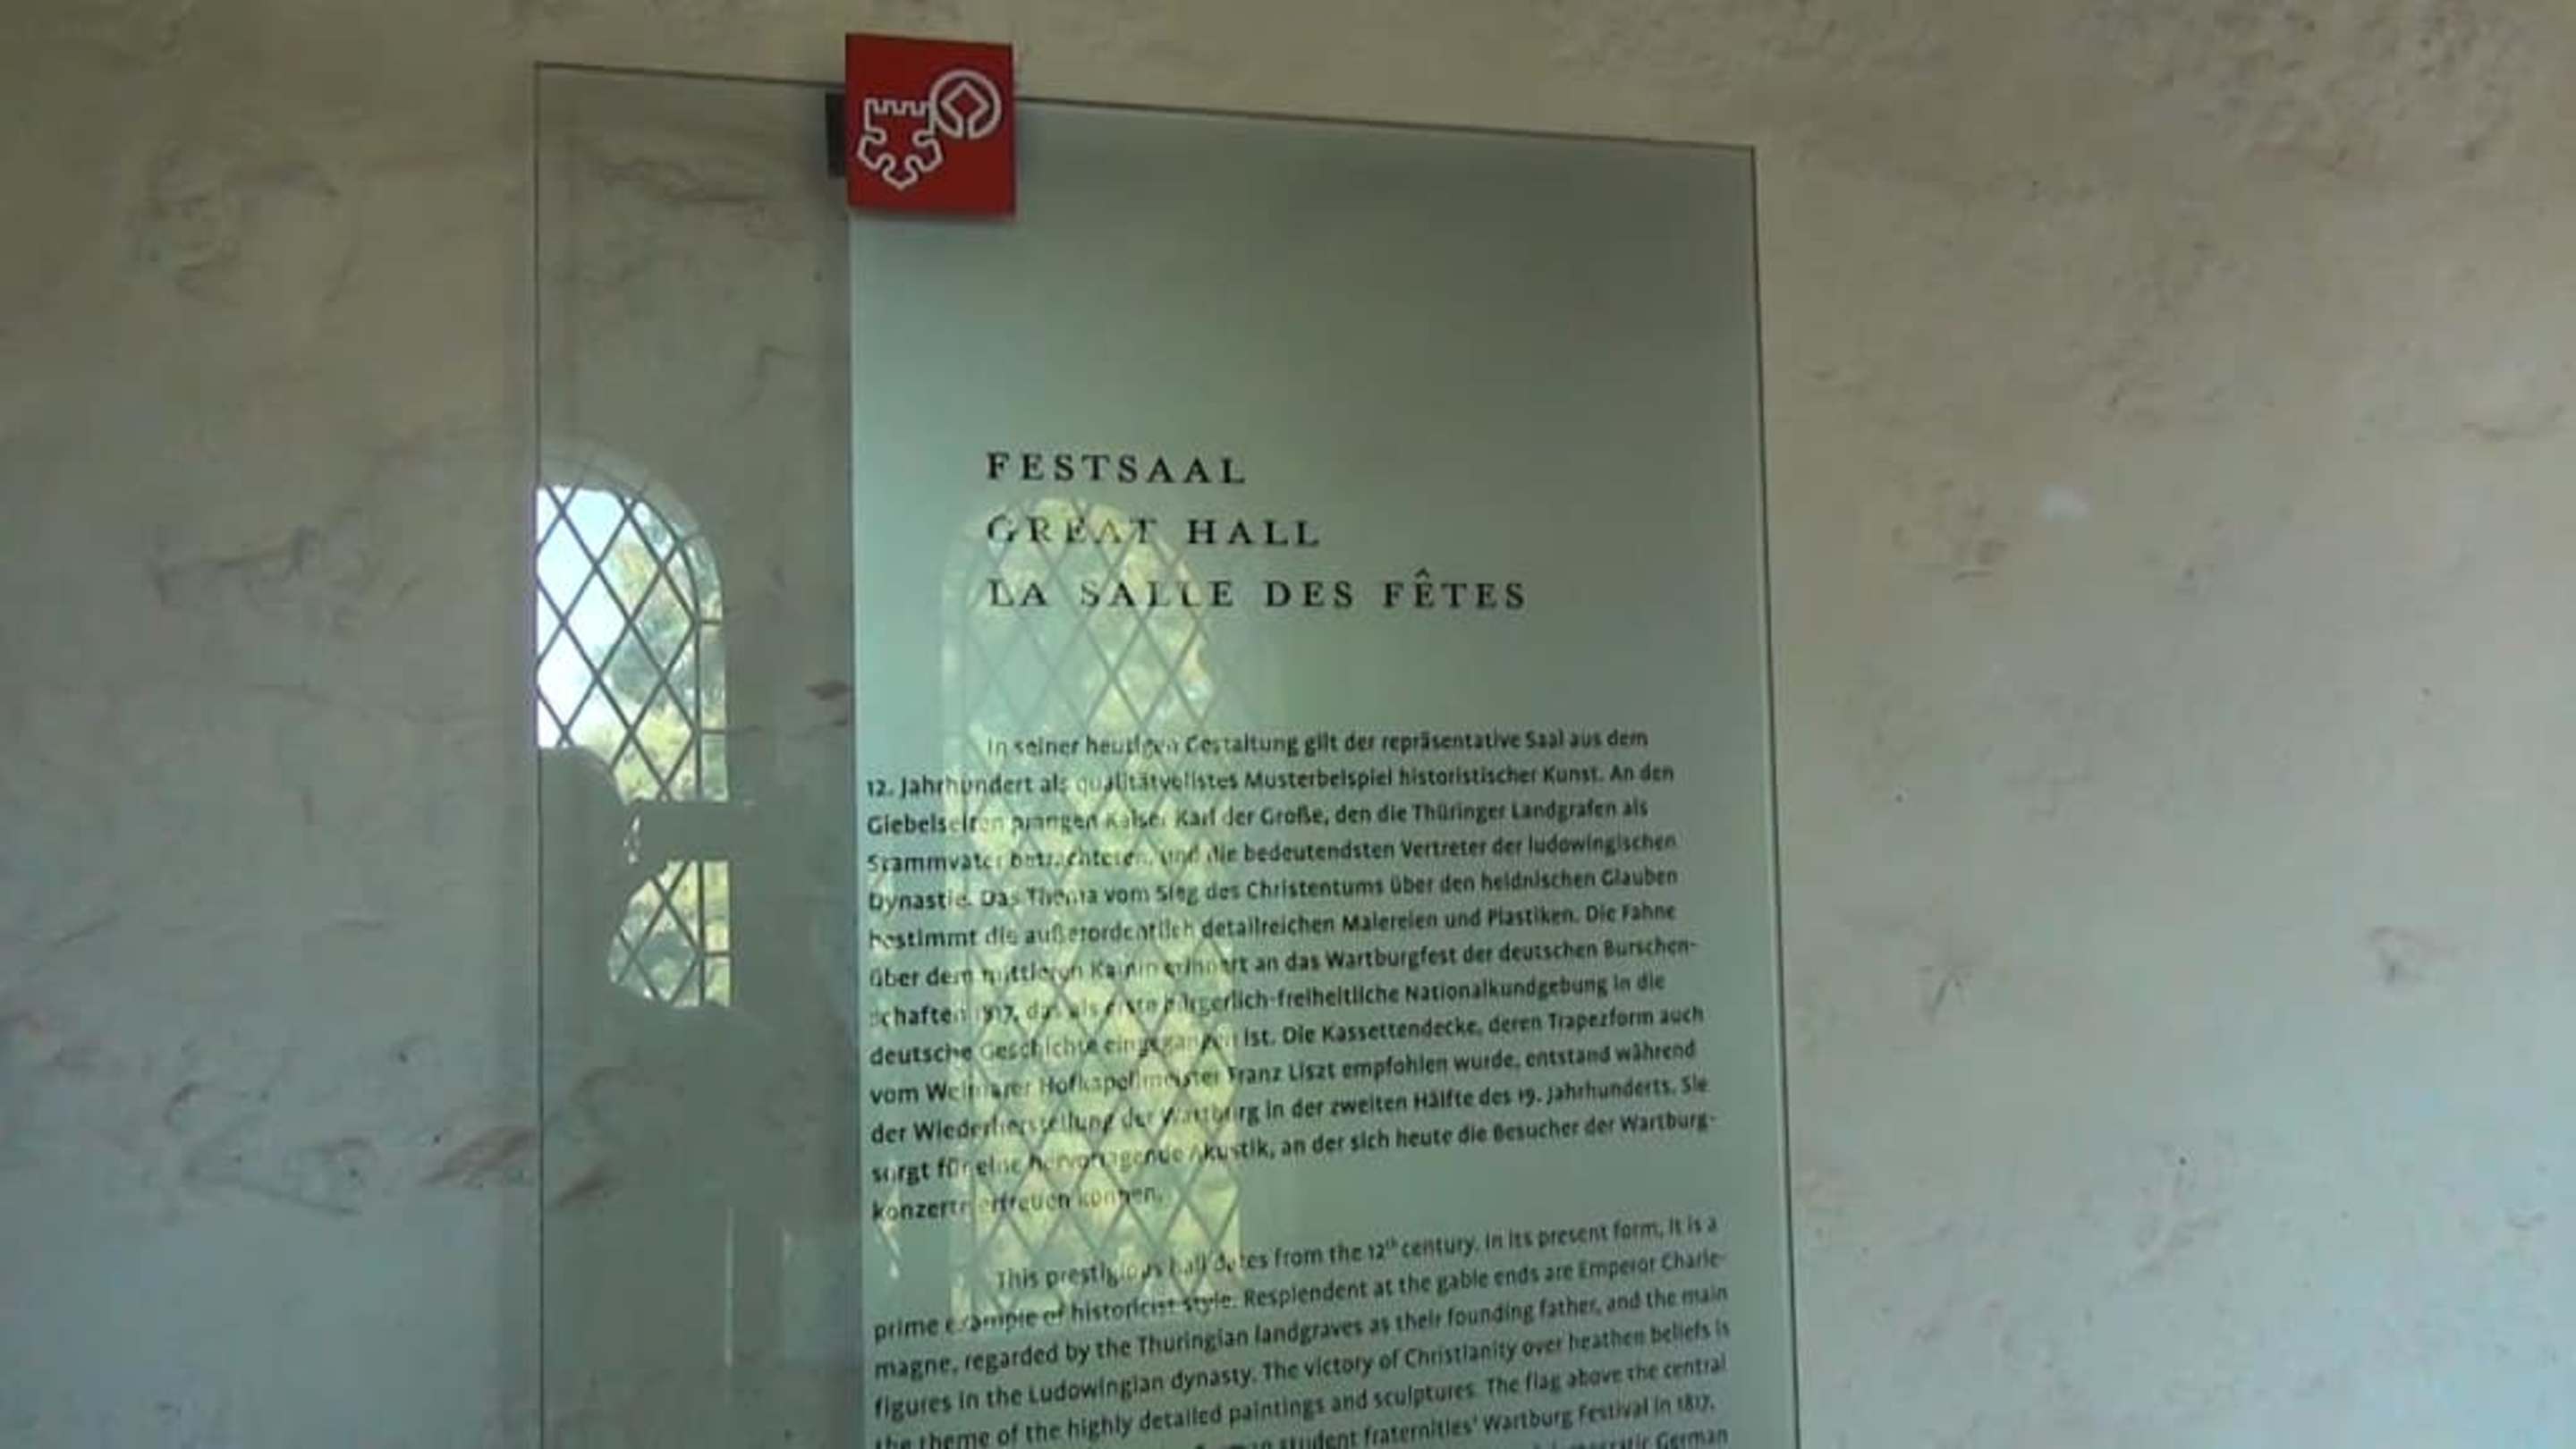 FESTSAAL
GREAT HALL
LA SALLE DES FÊTES
In seiner heutigen Gestaltung gilt der repräsentative Saal aus dem
12. Jahrhundert als qualitätvollstes Musterbeispiel historistischer Kunst. An den
Giebelseiten prangen Kaiser Karl der Große, den die Thüringer Landgrafen als
Stammvater betrachteten, und die bedeutendsten Vertreter der ludowingischen
Dynastie. Das Thema vom Sieg des Christentums über den heidnischen Glauben
bestimmt die außerordentlich detailreichen Malereien und Plastiken. Die Fahne
über dem mittleren Kamin erinnert an das Wartburgfest der deutschen Burschen-
schaften 1817, das als erste bürgerlich-freiheitliche Nationalkundgebung in die
deutsche Geschichte eingegangen ist. Die Kassettendecke, deren Trapezform auch
vom Weimarer Hofkapellmeister Franz Liszt empfohlen wurde, entstand während
der Wiederherstellung der Wartburg in der zweiten Hälfte des 19. Jahrhunderts. Sie
sorgt für eine hervorragende Akustik, an der sich heute die Besucher der Wartburg-
konzerte erfreuen können.
This prestigious hall dates from the 12th century. In its present form, it is a
prime example of historicist style. Resplendent at the gable ends are Emperor Charle-
magne, regarded by the Thuringian landgraves as their founding father, and the main
figures in the Ludowingian dynasty. The victory of Christianity over heathen beliefs is
the theme of the highly detailed paintings and sculptures. The flag above the central
student fraternities' Wartburg Festival in 1817,
German